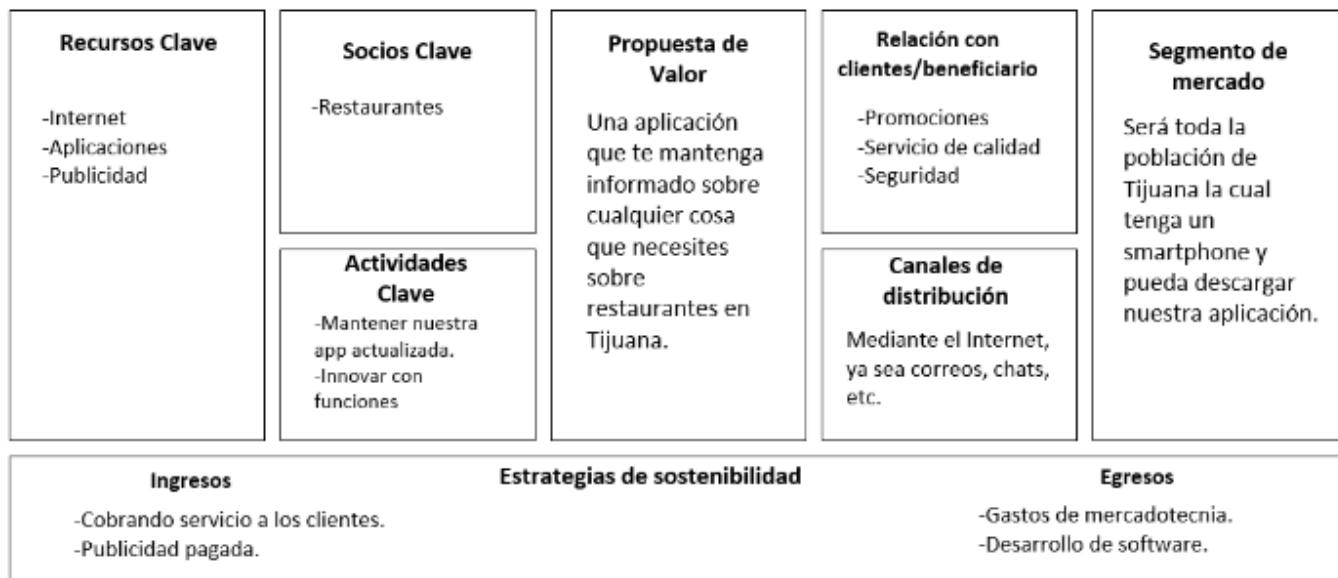 Recursos Clave
-Internet
-Aplicaciones
-Publicidad
Socios Clave
-Restaurantes
Actividades
Clave
-Mantener nuestra
app actualizada.
-Innovar con
funciones
Propuesta de
Valor
Una aplicación
que te mantenga
informado sobre
cualquier cosa
que necesites
sobre
restaurantes en
Tijuana.
Relación con
clientes/beneficiario
-Promociones
-Servicio de calidad
-Seguridad
Canales de
distribución
Mediante el Internet,
ya sea correos, chats,
etc.
Segmento de
mercado
Será toda la
población de
Tijuana la cual
tenga un
smartphone y
pueda descargar
nuestra aplicación.
Estrategias de sostenibilidad
Ingresos
-Cobrando servicio a los clientes.
-Publicidad pagada.
Egresos
-Gastos de mercadotecnia.
-Desarrollo de software.